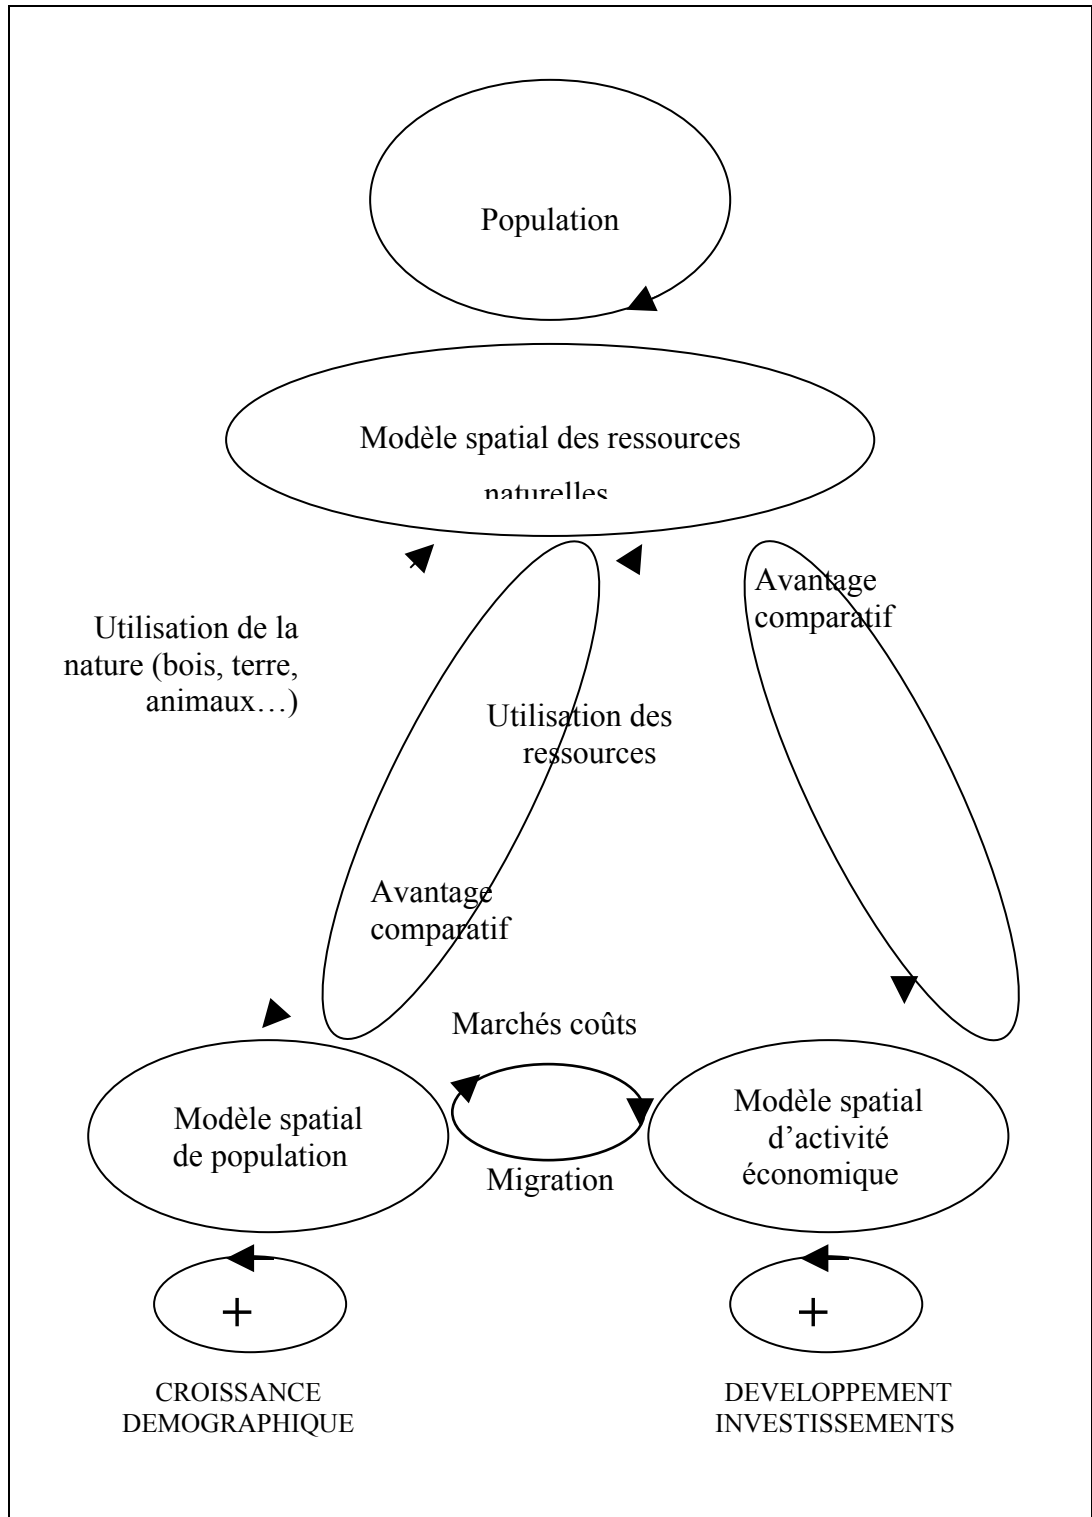 Population
Modèle spatial des ressources
naturelles
Avantage
comparatif
Utilisation de la
nature (bois, terre,
animaux…)
Utilisation des
ressources
Avantage
comparatif
Marchés coûts
Modèle spatial
de population
Modèle spatial
d’activité
économique
Migration
+
+
CROISSANCE
DEMOGRAPHIQUE
DEVELOPPEMENT
INVESTISSEMENTS